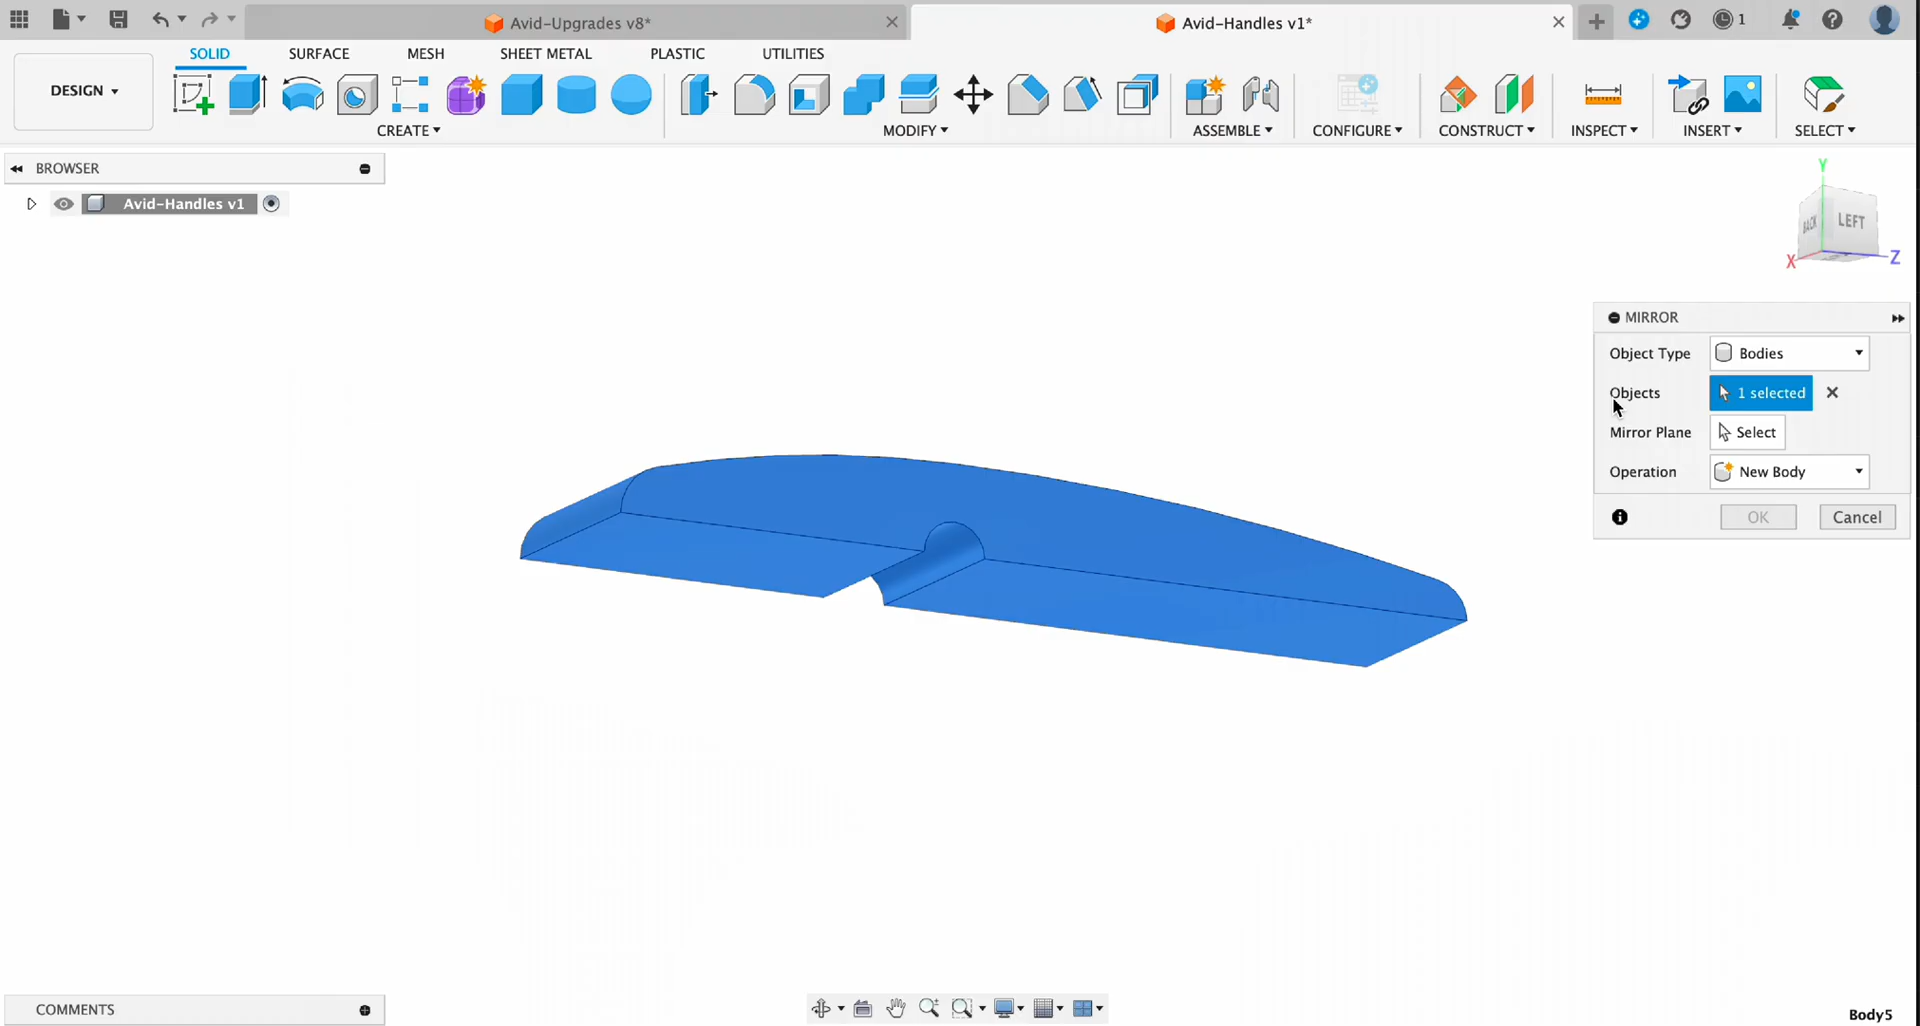 Avid-Upgrades v8*
Avid-Handles v1*
1
DESIGN
SOLID
SURFACE
MESH
SHEET METAL
PLASTIC
UTILITIES
CREATE
MODIFY
ASSEMBLE
CONFIGURE
CONSTRUCT
INSPECT
INSERT
SELECT
BROWSER
Avid-Handles v1
Y
BACK
LEFT
X
Z
MIRROR
Object Type
Bodies
Objects
1 selected
Mirror Plane
Select
Operation
New Body
OK
Cancel
COMMENTS
Body5